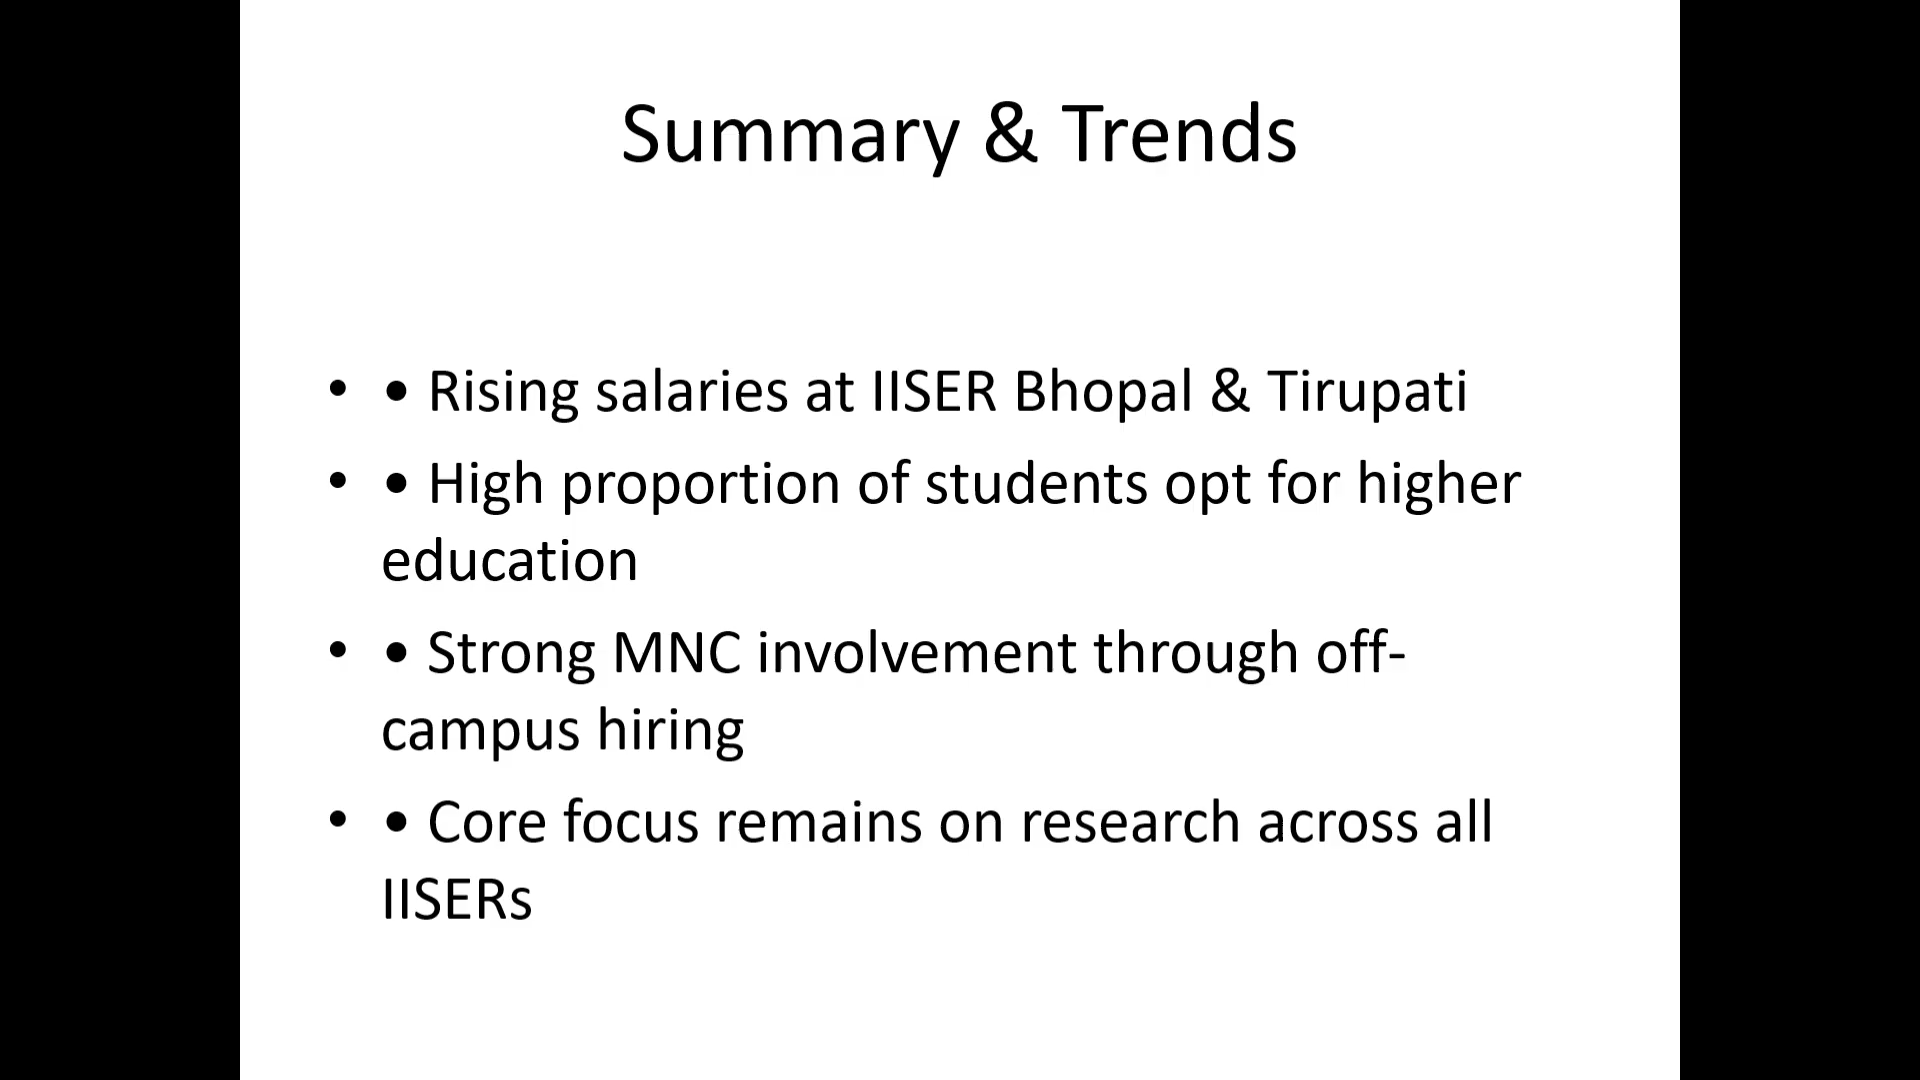 Summary & Trends
• • Rising salaries at IISER Bhopal & Tirupati
• • High proportion of students opt for higher
education
• • Strong MNC involvement through off-
campus hiring
• • Core focus remains on research across all
IISERs